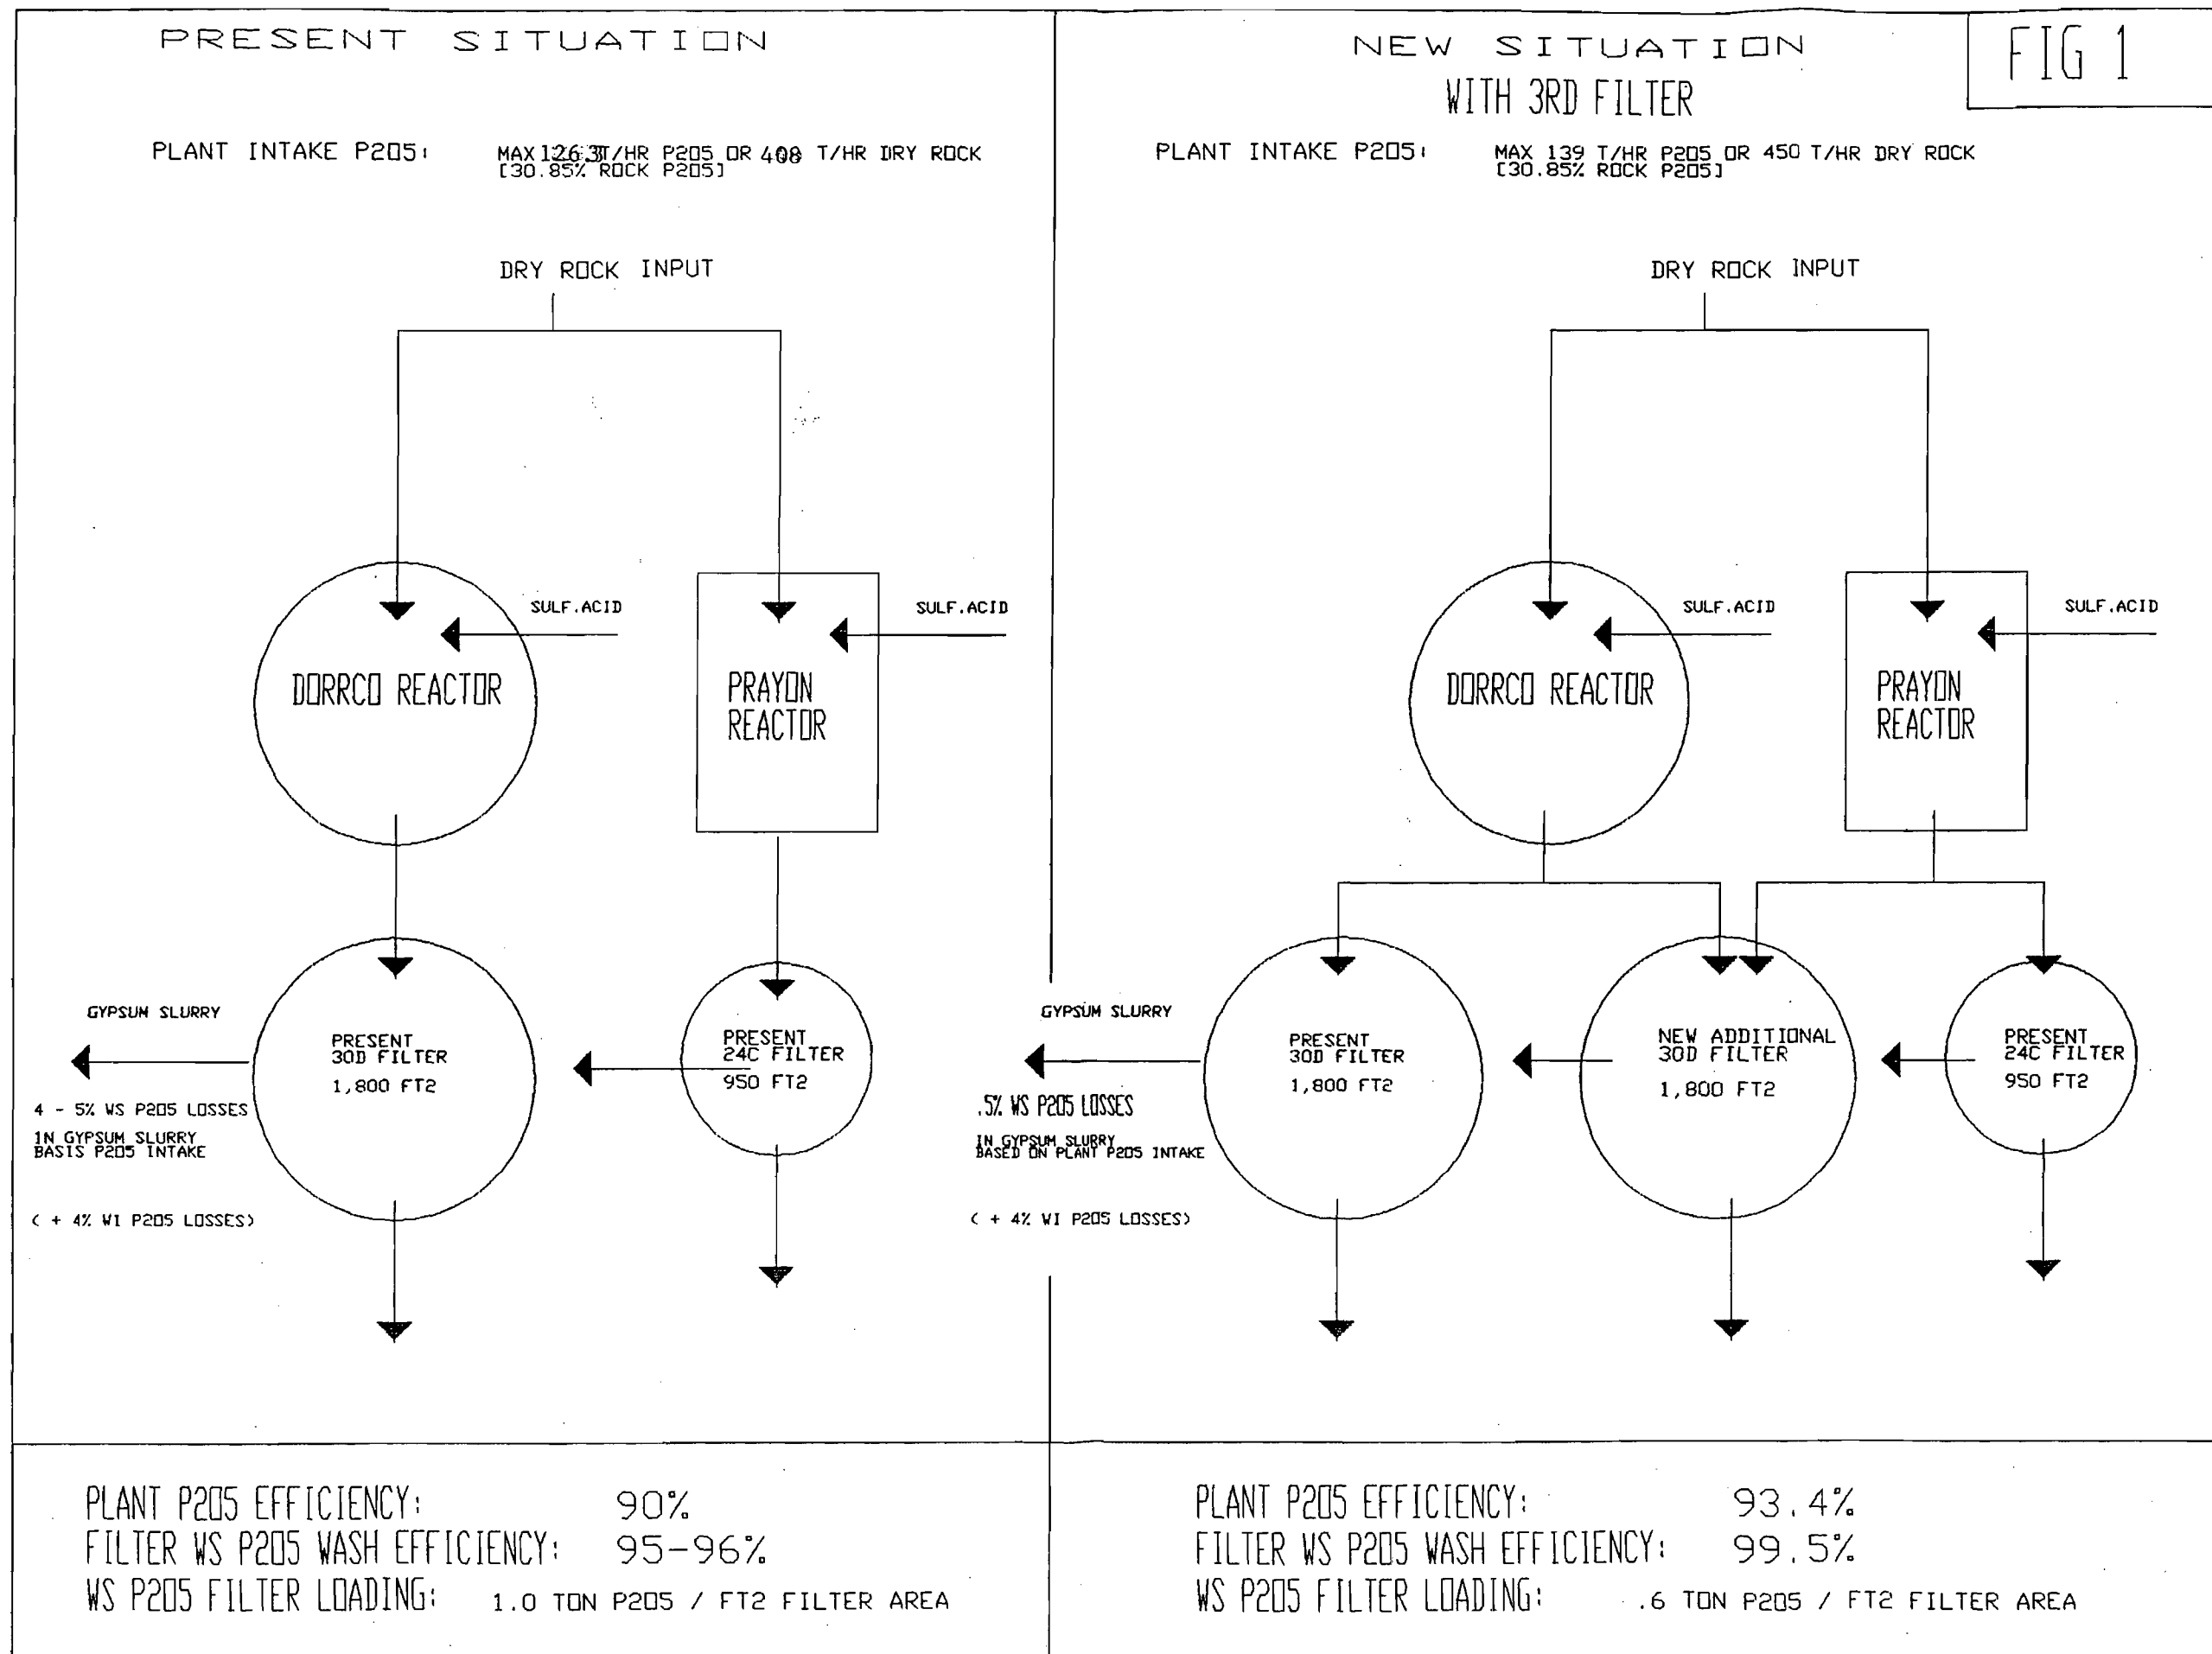 PRESENT SITUATION
PLANT INTAKE P2O5: MAX 126.3T/HR P2O5 OR 408 T/HR DRY ROCK
[30.85% ROCK P2O5]
DRY ROCK INPUT
SULF.ACID
SULF.ACID
DORRCO REACTOR
PRAYON
REACTOR
GYPSUM SLURRY
PRESENT
30D FILTER
1,800 FT2
PRESENT
24C FILTER
950 FT2
4 - 5% WS P2O5 LOSSES
IN GYPSUM SLURRY
BASIS P2O5 INTAKE
( + 4% WI P2O5 LOSSES)
PLANT P2O5 EFFICIENCY: 90%
FILTER WS P2O5 WASH EFFICIENCY: 95-96%
WS P2O5 FILTER LOADING: 1.0 TON P2O5 / FT2 FILTER AREA
NEW SITUATION
WITH 3RD FILTER
FIG 1
PLANT INTAKE P2O5: MAX 139 T/HR P2O5 OR 450 T/HR DRY ROCK
[30.85% ROCK P2O5]
DRY ROCK INPUT
SULF.ACID
SULF.ACID
DORRCO REACTOR
PRAYON
REACTOR
GYPSUM SLURRY
PRESENT
30D FILTER
1,800 FT2
NEW ADDITIONAL
30D FILTER
1,800 FT2
PRESENT
24C FILTER
950 FT2
.5% WS P2O5 LOSSES
IN GYPSUM SLURRY
BASED ON PLANT P2O5 INTAKE
( + 4% WI P2O5 LOSSES)
PLANT P2O5 EFFICIENCY: 93.4%
FILTER WS P2O5 WASH EFFICIENCY: 99.5%
WS P2O5 FILTER LOADING: .6 TON P2O5 / FT2 FILTER AREA